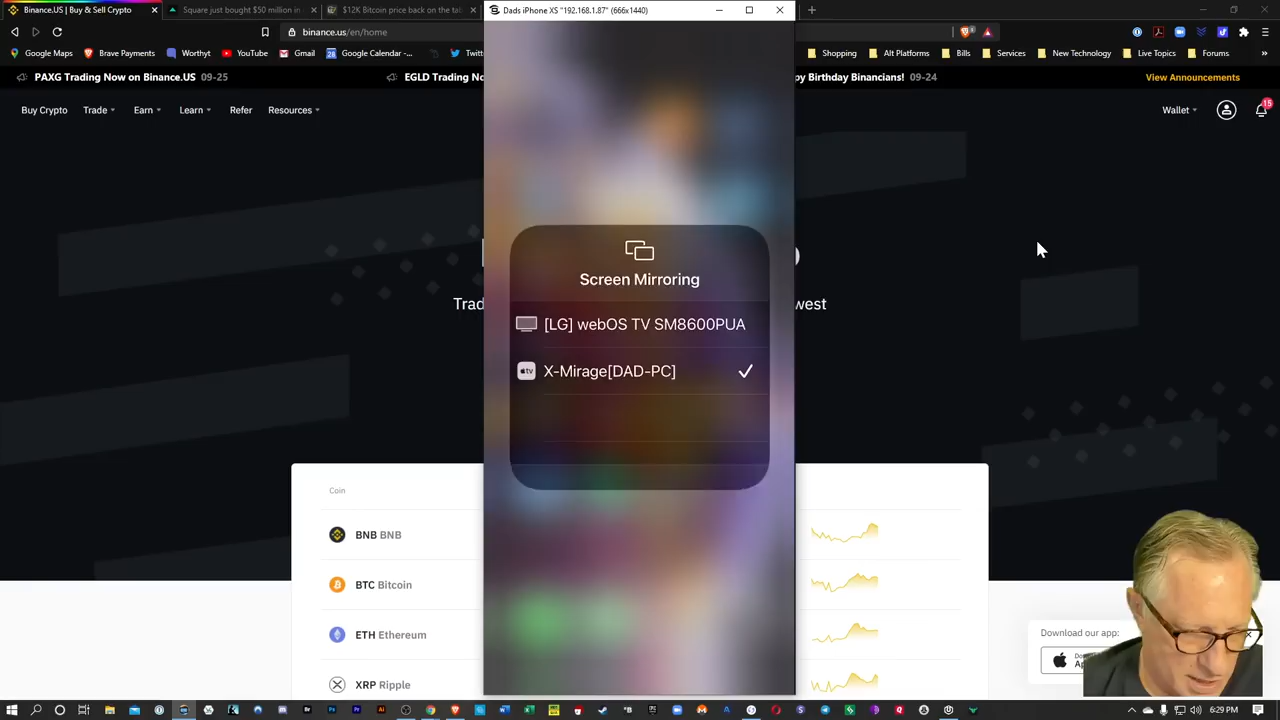 Binance.US | Buy & Sell Crypto
Square just bought $50 million in
$12K Bitcoin price back on the tab
Dads iPhone XS "192.168.1.87" (666x1440)
binance.us/en/home
Google Maps
Brave Payments
Worthy
Gmail
Google Calendar -
Twitt
Shopping
Alt Platforms
Bills
Services
New Technology
Live Topics
Forums
PAXG Trading Now on Binance.US 09-25
EGLD Trading No
py Birthday Binancians! 09-24
View Announcements
Buy Crypto
Trade
Earn
Learn
Refer
Resources
Wallet
15
Screen Mirroring
Trad
west
[LG] webOS TV SM8600PUA
tv
X-Mirage[DAD-PC]
Coin
BNB BNB
BTC Bitcoin
ETH Ethereum
XRP Ripple
Download our app:
6:29 PM